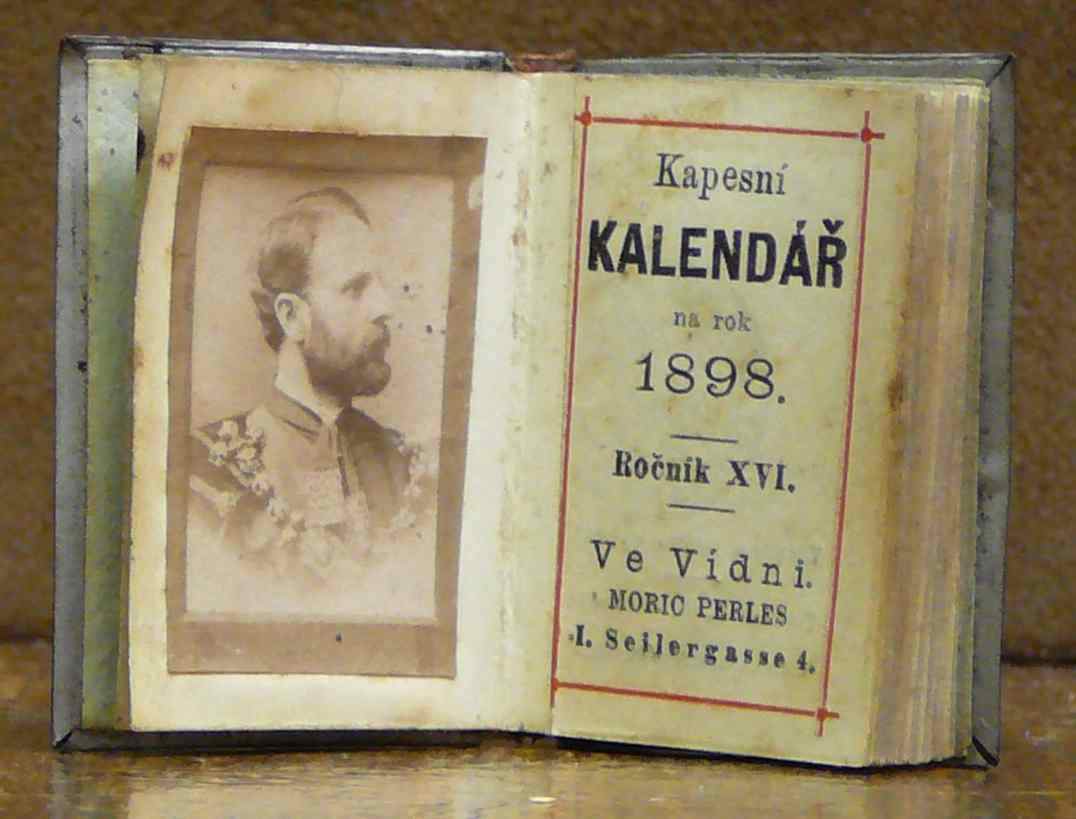 Kapesní
KALENDÁŘ
na rok
1898.
Ročník XVI.
Ve Vídni.
MORIC PERLES
I. Seilergasse 4.